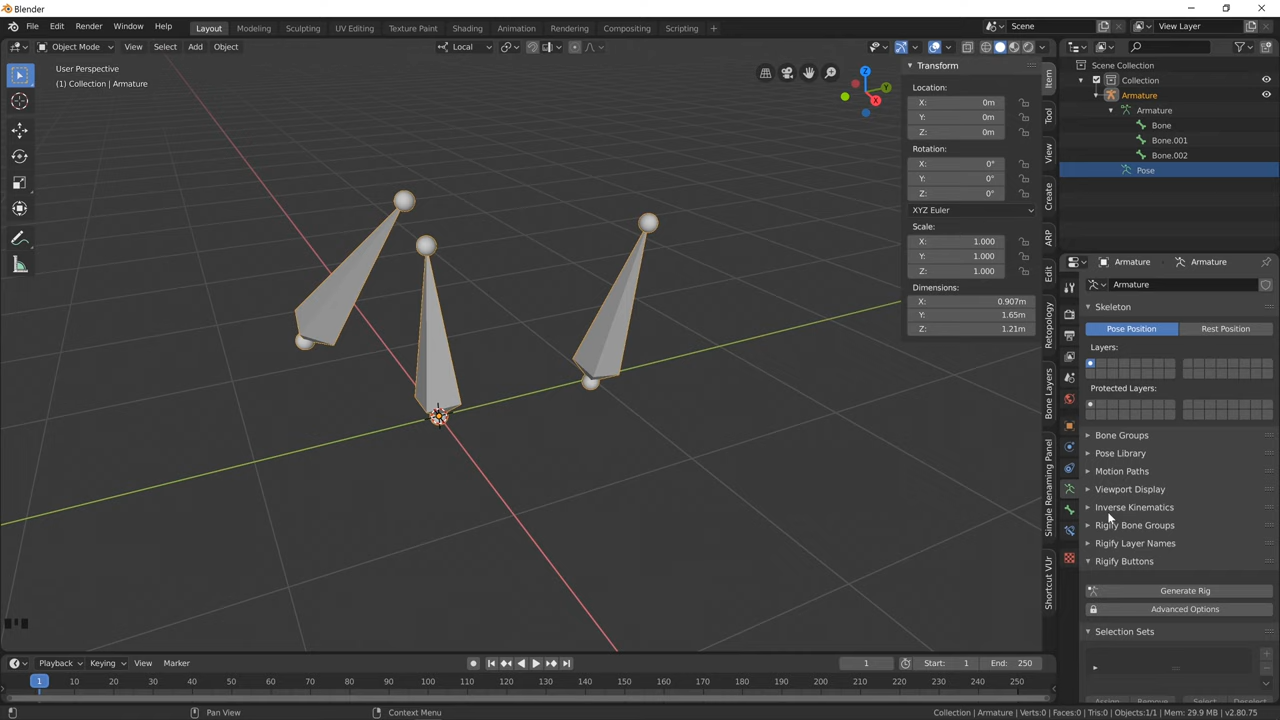 Blender
File Edit Render Window Help Layout Modeling Sculpting UV Editing Texture Paint Shading Animation Rendering Compositing Scripting + Scene View Layer
Object Mode View Select Add Object Local
User Perspective
(1) Collection | Armature
Z
Y
X
Transform
Location:
X: 0m
Y: 0m
Z: 0m
Rotation:
X: 0°
Y: 0°
Z: 0°
XYZ Euler
Scale:
X: 1.000
Y: 1.000
Z: 1.000
Dimensions:
X: 0.907m
Y: 1.65m
Z: 1.21m
Item
Tool
View
Create
ARP
Edit
Retopology
Bone Layers
Simple Renaming Panel
Shortcut VUr
Scene Collection
Collection
Armature
Armature
Bone
Bone.001
Bone.002
Pose
Armature Armature
Armature
Skeleton
Pose Position Rest Position
Layers:
Protected Layers:
Bone Groups
Pose Library
Motion Paths
Viewport Display
Inverse Kinematics
Rigify Bone Groups
Rigify Layer Names
Rigify Buttons
Generate Rig
Advanced Options
Selection Sets
Assign Remove Select Deselect
Playback Keying View Marker 1 Start: 1 End: 250
1 10 20 30 40 50 60 70 80 90 100 110 120 130 140 150 160 170 180 190 200 210 220 230 240 250
Pan View Context Menu Collection | Armature | Verts:0 | Faces:0 | Tris:0 | Objects:1/1 | Mem: 29.9 MB | v2.80.75